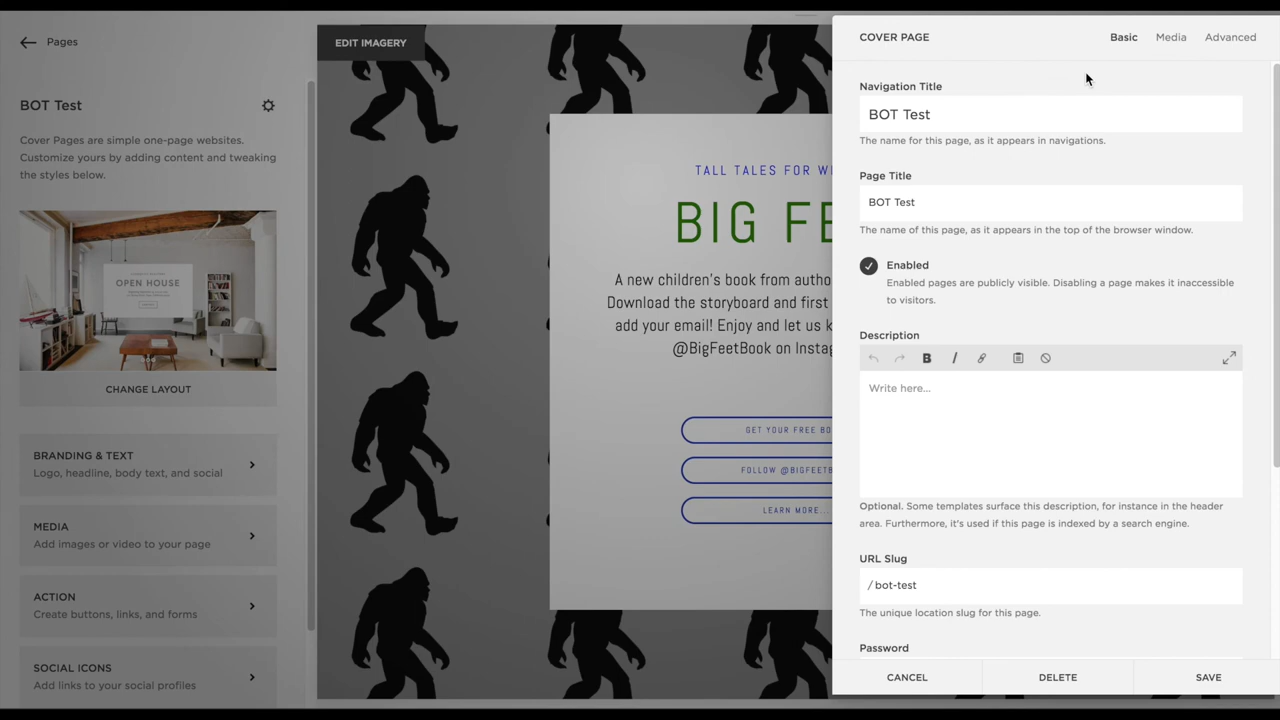 Pages
BOT Test
Cover Pages are simple one-page websites.
Customize yours by adding content and tweaking
the styles below.
OPEN HOUSE
CHANGE LAYOUT
BRANDING & TEXT
Logo, headline, body text, and social
MEDIA
Add images or video to your page
ACTION
Create buttons, links, and forms
SOCIAL ICONS
Add links to your social profiles
EDIT IMAGERY
TALL TALES FOR
BIG
A new children's book from
Download the storyboard and first
add your email! Enjoy and let us
@BigFeetBook on
GET YOUR FREE
FOLLOW
LEARN MORE...
COVER PAGE
Basic
Media
Advanced
Navigation Title
BOT Test
The name for this page, as it appears in navigations.
Page Title
BOT Test
The name of this page, as it appears in the top of the browser window.
Enabled
Enabled pages are publicly visible. Disabling a page makes it inaccessible
to visitors.
Description
B I
Write here...
Optional. Some templates surface this description, for instance in the header
area. Furthermore, it's used if this page is indexed by a search engine.
URL Slug
/bot-test
The unique location slug for this page.
Password
CANCEL
DELETE
SAVE